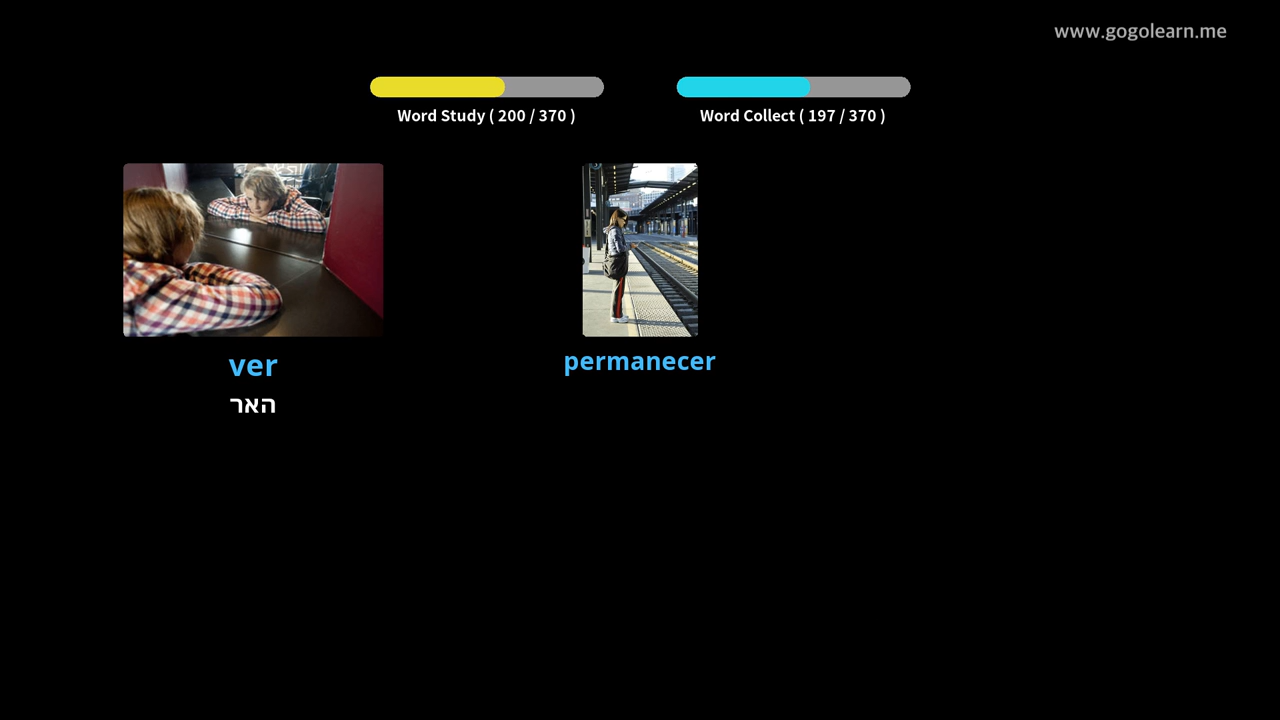 www.gogolearn.me
Word Study ( 200 / 370 )
Word Collect ( 197 / 370 )
ver
האר
permanecer